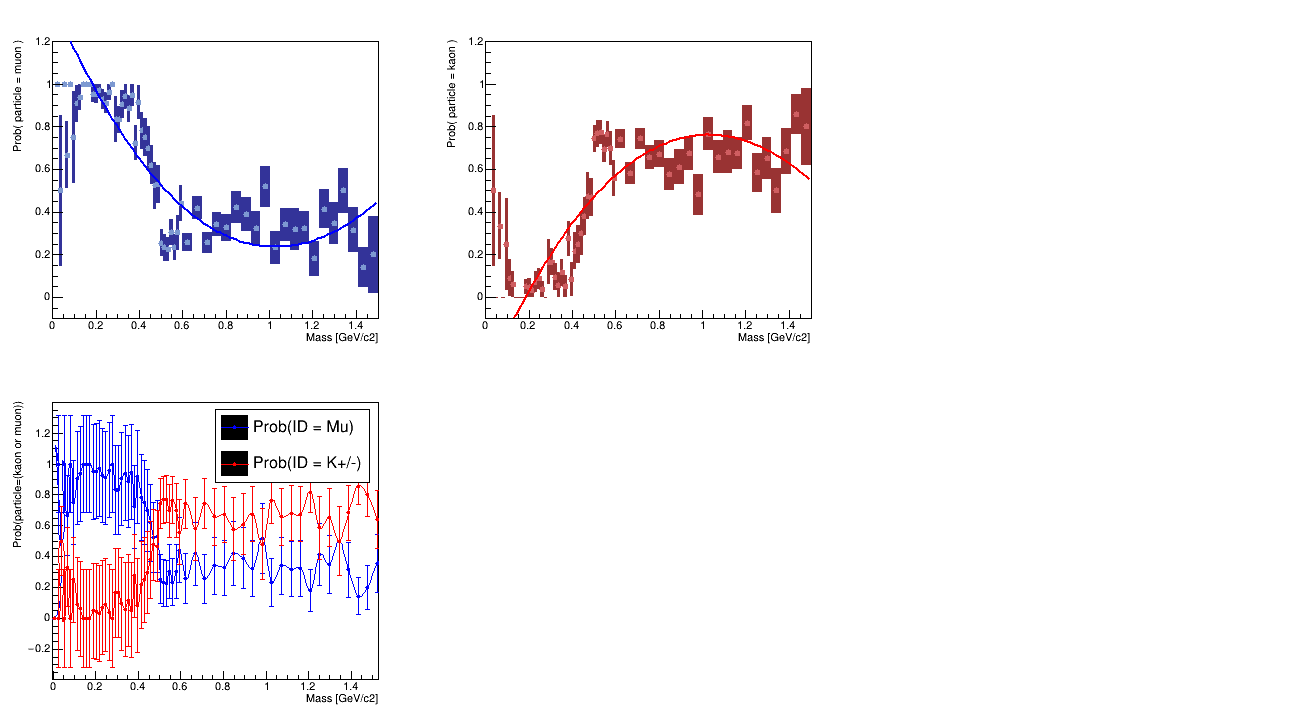 Prob( particle = muon )
1.2
1
0.8
0.6
0.4
0.2
0
0 0.2 0.4 0.6 0.8 1 1.2 1.4
Mass [GeV/c2]
Prob( particle = kaon )
1.2
1
0.8
0.6
0.4
0.2
0
0 0.2 0.4 0.6 0.8 1 1.2 1.4
Mass [GeV/c2]
Prob(particle=(kaon or muon))
1.2
1
0.8
0.6
0.4
0.2
0
−0.2
0 0.2 0.4 0.6 0.8 1 1.2 1.4
Mass [GeV/c2]
Prob(ID = Mu)
Prob(ID = K+/-)